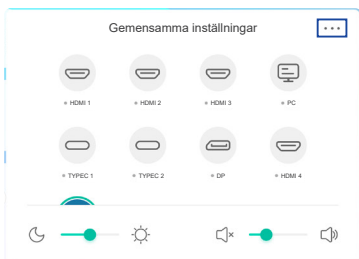 Gemensamma inställningar
HDMI 1
HDMI 2
HDMI 3
PC
TYPEC 1
TYPEC 2
DP
HDMI 4